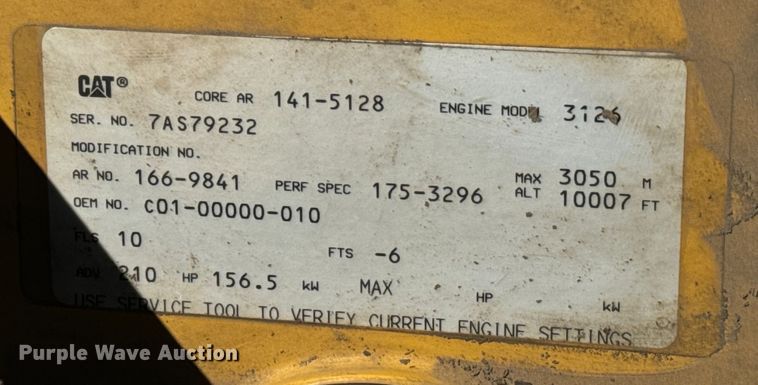 CAT®
CORE AR 141-5128 ENGINE MODEL 3126
SER. NO. 7AS79232
MODIFICATION NO.
AR NO. 166-9841 PERF SPEC 175-3296 MAX ALT 3050 M 10007 FT
OEM NO. C01-00000-010
FLS 10 FTS -6
ADV 210 HP 156.5 kW MAX HP kW
USE SERVICE TOOL TO VERIFY CURRENT ENGINE SETTINGS
Purple Wave Auction